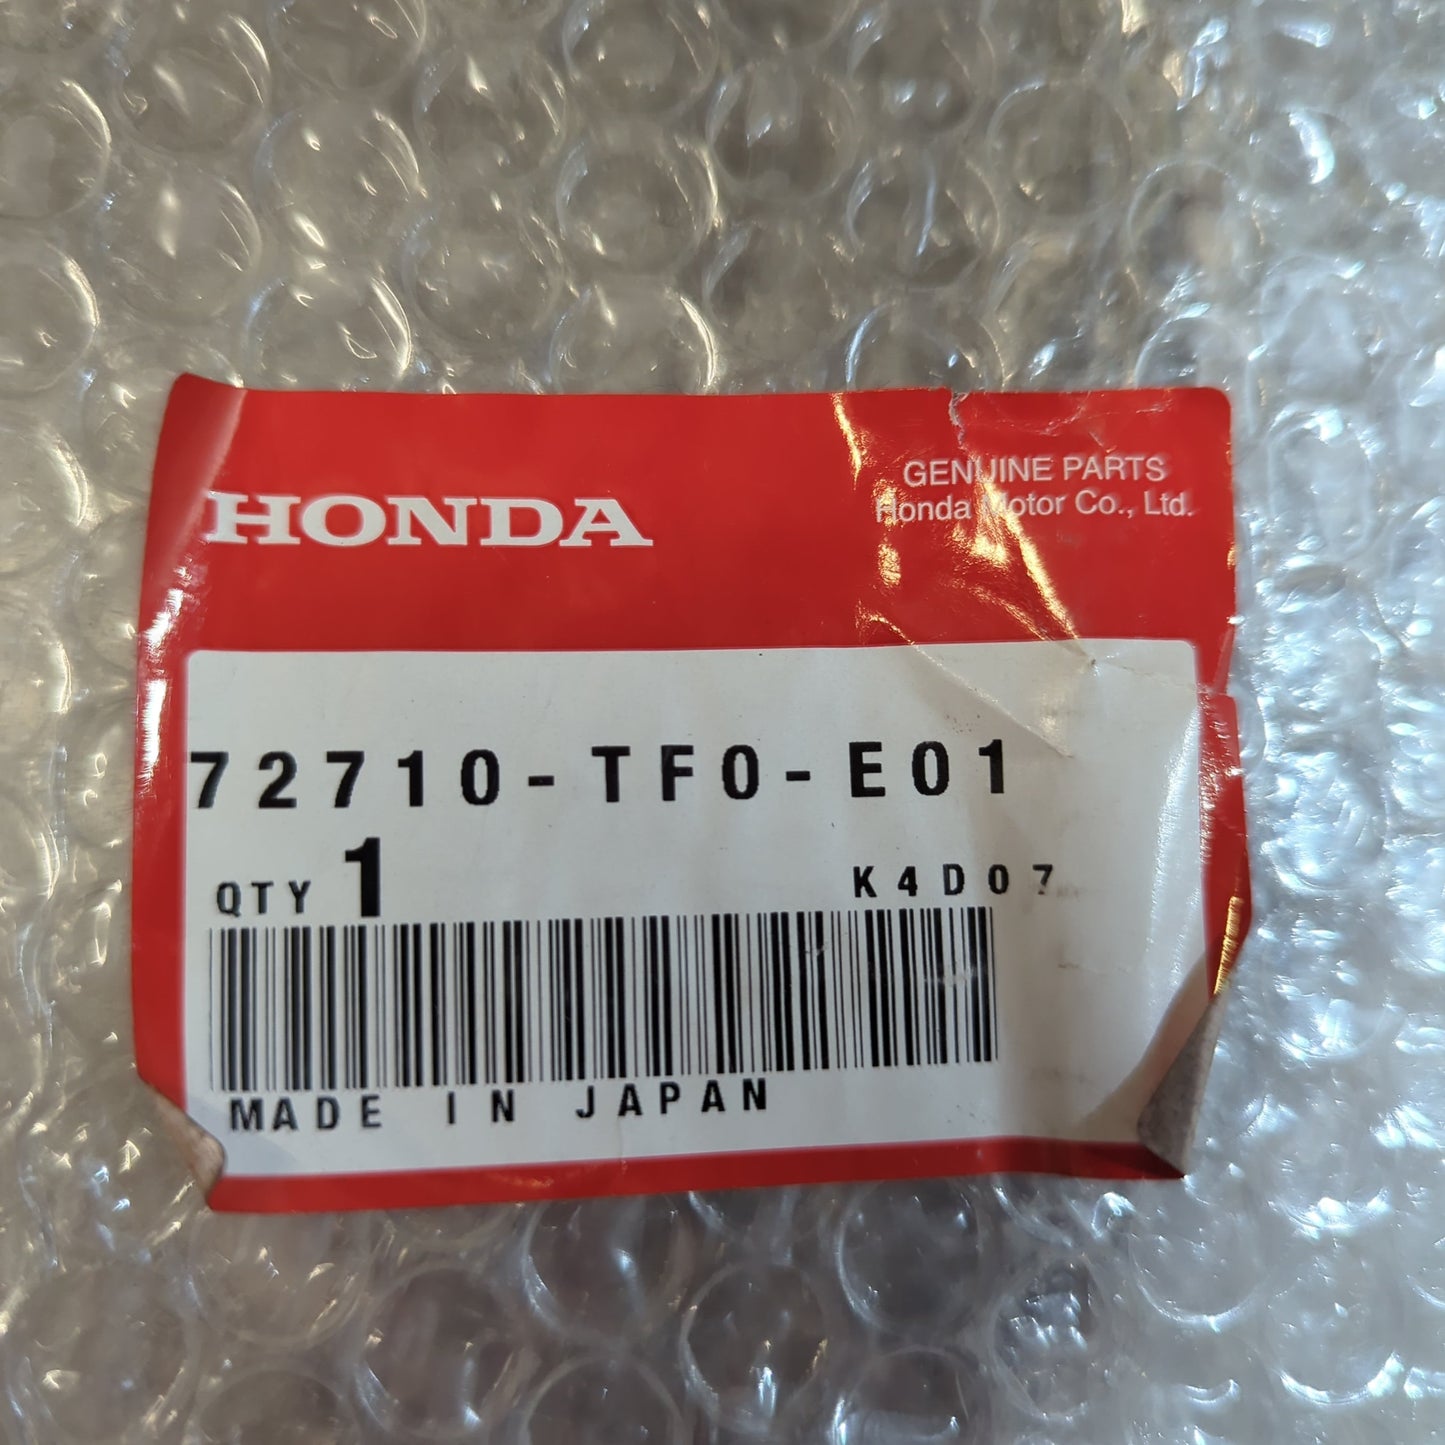 HONDA
GENUINE PARTS
Honda Motor Co., Ltd.
72710-TF0-E01
QTY 1
K4D07
MADE IN JAPAN